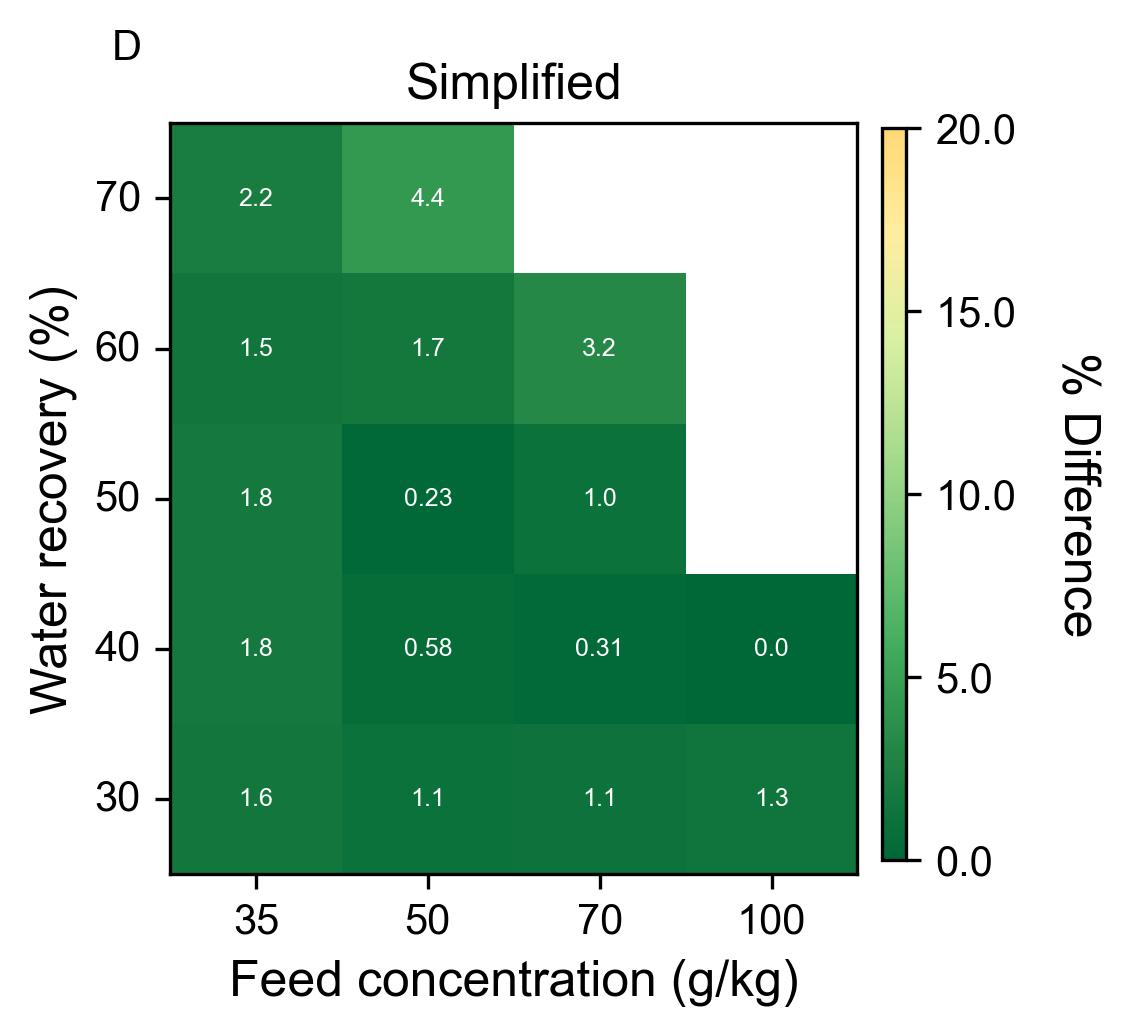 D
Simplified
70 2.2 4.4
60 1.5 1.7 3.2
50 1.8 0.23 1.0
40 1.8 0.58 0.31 0.0
30 1.6 1.1 1.1 1.3
35 50 70 100
Feed concentration (g/kg)
Water recovery (%)
20.0
15.0
10.0
5.0
0.0
% Difference